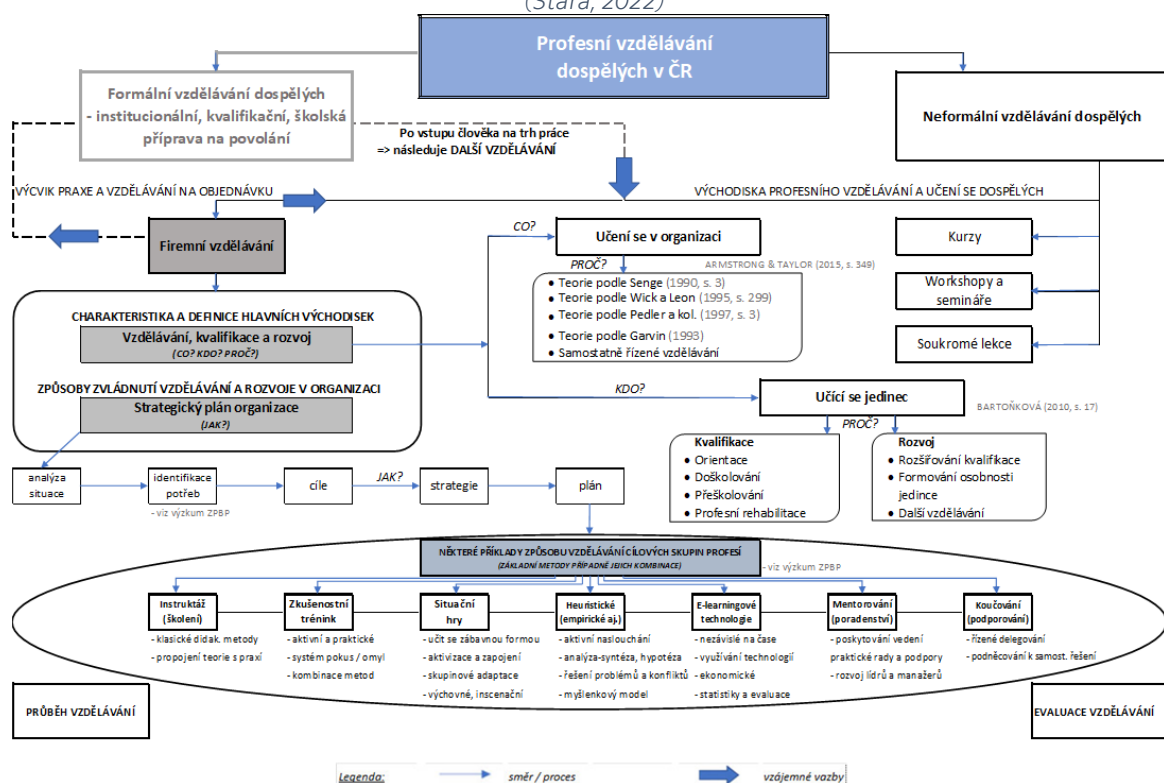 (Stará, 2022)
Profesní vzdělávání
dospělých v ČR
Formální vzdělávání dospělých
- institucionální, kvalifikační, školská
příprava na povolání
Neformální vzdělávání dospělých
Po vstupu člověka na trh práce
=> následuje DALŠÍ VZDĚLÁVÁNÍ
VÝCVIK PRAXE A VZDĚLÁVÁNÍ NA OBJEDNÁVKU
VÝCHODISKA PROFESNÍHO VZDĚLÁVÁNÍ A UČENÍ SE DOSPĚLÝCH
Firemní vzdělávání
CO?
Učení se v organizaci
Kurzy
PROČ?
ARMSTRONG & TAYLOR (2015, s. 349)
• Teorie podle Senge (1990, s. 3)
• Teorie podle Wick a Leon (1995, s. 299)
• Teorie podle Pedler a kol. (1997, s. 3)
• Teorie podle Garvin (1993)
• Samostatně řízené vzdělávání
Workshopy a
semináře
Soukromé lekce
CHARAKTERISTIKA A DEFINICE HLAVNÍCH VÝCHODISEK
Vzdělávání, kvalifikace a rozvoj
(CO? KDO? PROČ?)
ZPŮSOBY ZVLÁDNUTÍ VZDĚLÁVÁNÍ A ROZVOJE V ORGANIZACI
Strategický plán organizace
(JAK?)
KDO?
Učící se jedinec
BARTOŇKOVÁ (2010, s. 17)
PROČ?
Kvalifikace
• Orientace
• Doškolování
• Přeškolování
• Profesní rehabilitace
Rozvoj
• Rozšiřování kvalifikace
• Formování osobnosti
jedince
• Další vzdělávání
analýza
situace
identifikace
potřeb
- viz výzkum ZPBP
cíle
JAK?
strategie
plán
NĚKTERÉ PŘÍKLADY ZPŮSOBU VZDĚLÁVÁNÍ CÍLOVÝCH SKUPIN PROFESÍ
(ZÁKLADNÍ METODY PŘÍPADNĚ JEJICH KOMBINACE)
- viz výzkum ZPBP
Instruktáž
(školení)
- klasické didak. metody
- propojení teorie s praxí
Zkušenostní
trénink
- aktivní a praktické
- systém pokus / omyl
- kombinace metod
Situační
hry
- učit se zábavnou formou
- aktivizace a zapojení
- skupinové adaptace
- výchovné, inscenační
Heuristické
(empirické aj.)
- aktivní naslouchání
- analýza-syntéza, hypotéza
- řešení problémů a konfliktů
- myšlenkový model
E-learningové
technologie
- nezávislé na čase
- využívání technologií
- ekonomické
- statistiky a evaluace
Mentorování
(poradenství)
- poskytování vedení
praktické rady a podpory
- rozvoj lídrů a manažerů
Koučování
(podporování)
- řízené delegování
- podněcování k samost. řešení
PRŮBĚH VZDĚLÁVÁNÍ
EVALUACE VZDĚLÁVÁNÍ
Legenda:
směr / proces
vzájemné vazby